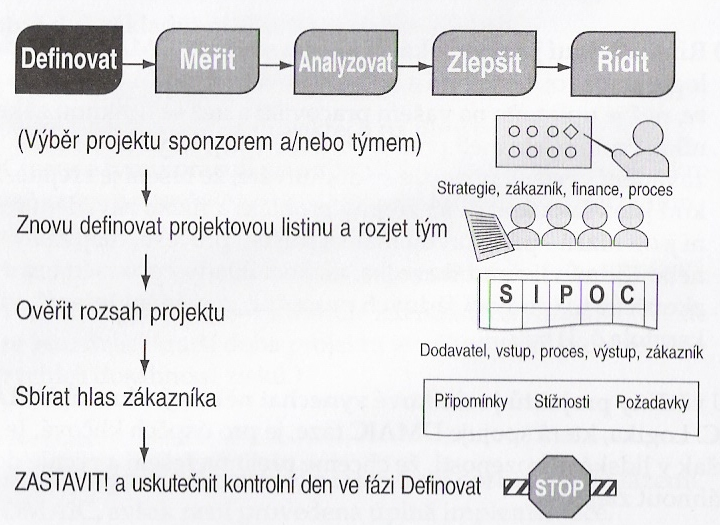 Definovat
Měřit
Analyzovat
Zlepšit
Řídit
(Výběr projektu sponzorem a/nebo týmem)
Strategie, zákazník, finance, proces
Znovu definovat projektovou listinu a rozjet tým
S I P O C
Ověřit rozsah projektu
Dodavatel, vstup, proces, výstup, zákazník
Sbírat hlas zákazníka
Připomínky Stížnosti Požadavky
ZASTAVIT! a uskutečnit kontrolní den ve fázi Definovat
STOP